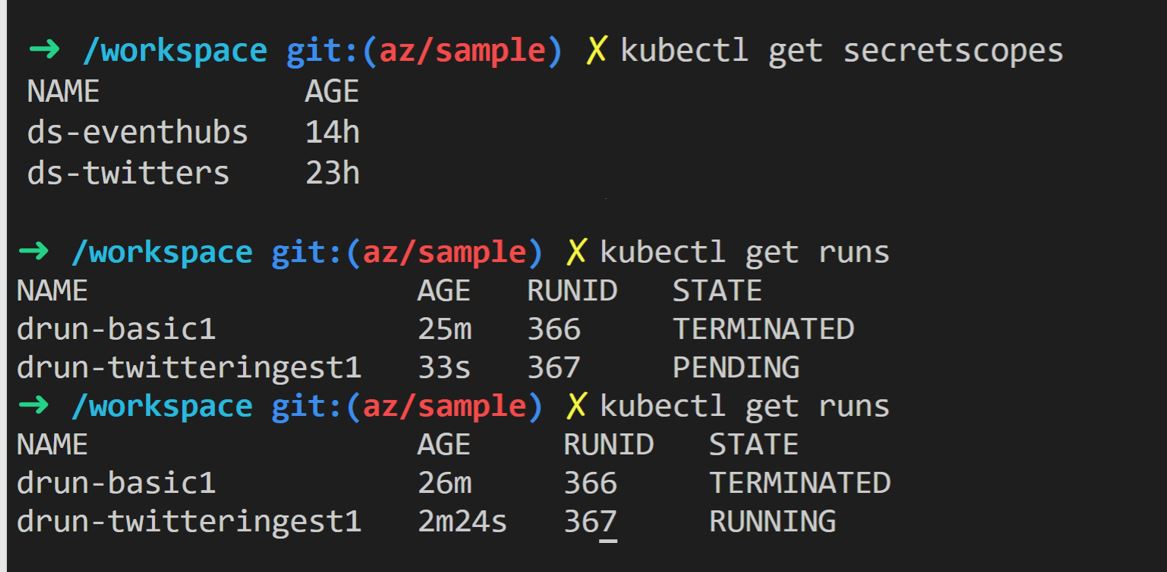 ➜ /workspace git:(az/sample) ✗ kubectl get secretscopes
NAME AGE
ds-eventhubs 14h
ds-twitters 23h
➜ /workspace git:(az/sample) ✗ kubectl get runs
NAME AGE RUNID STATE
drun-basic1 25m 366 TERMINATED
drun-twitteringest1 33s 367 PENDING
➜ /workspace git:(az/sample) ✗ kubectl get runs
NAME AGE RUNID STATE
drun-basic1 26m 366 TERMINATED
drun-twitteringest1 2m24s 367 RUNNING